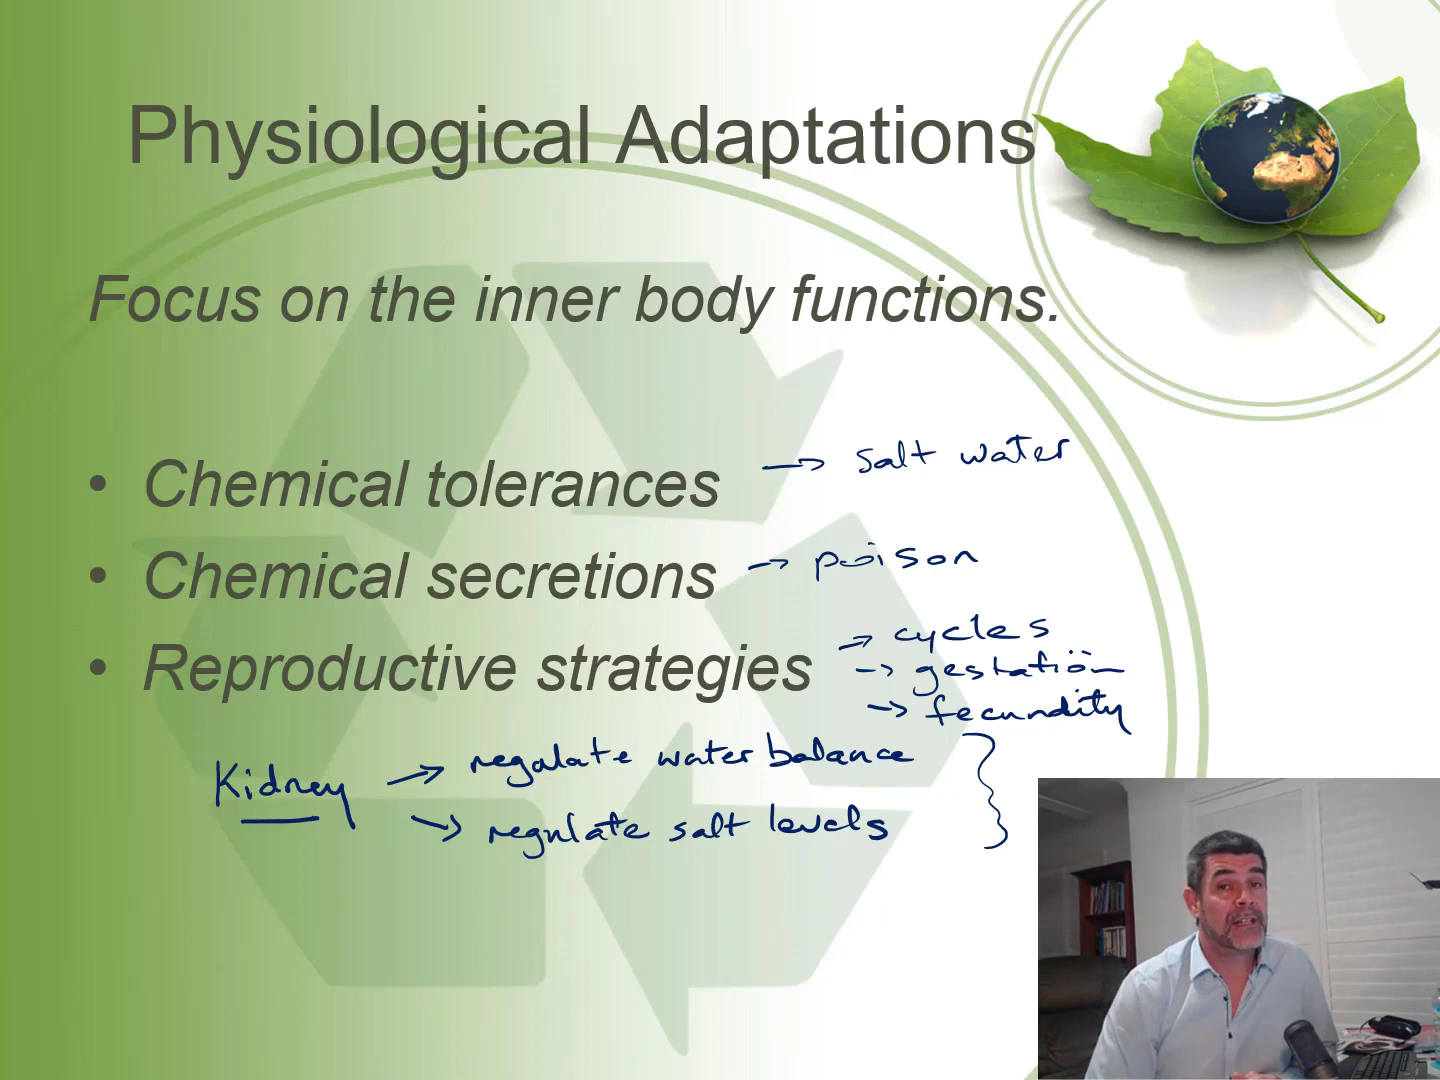 Physiological Adaptations
Focus on the inner body functions.
• Chemical tolerances → salt water
• Chemical secretions → poison
• Reproductive strategies → cycles
→ gestation
→ fecundity
Kidney → regulate water balance
→ regulate salt levels